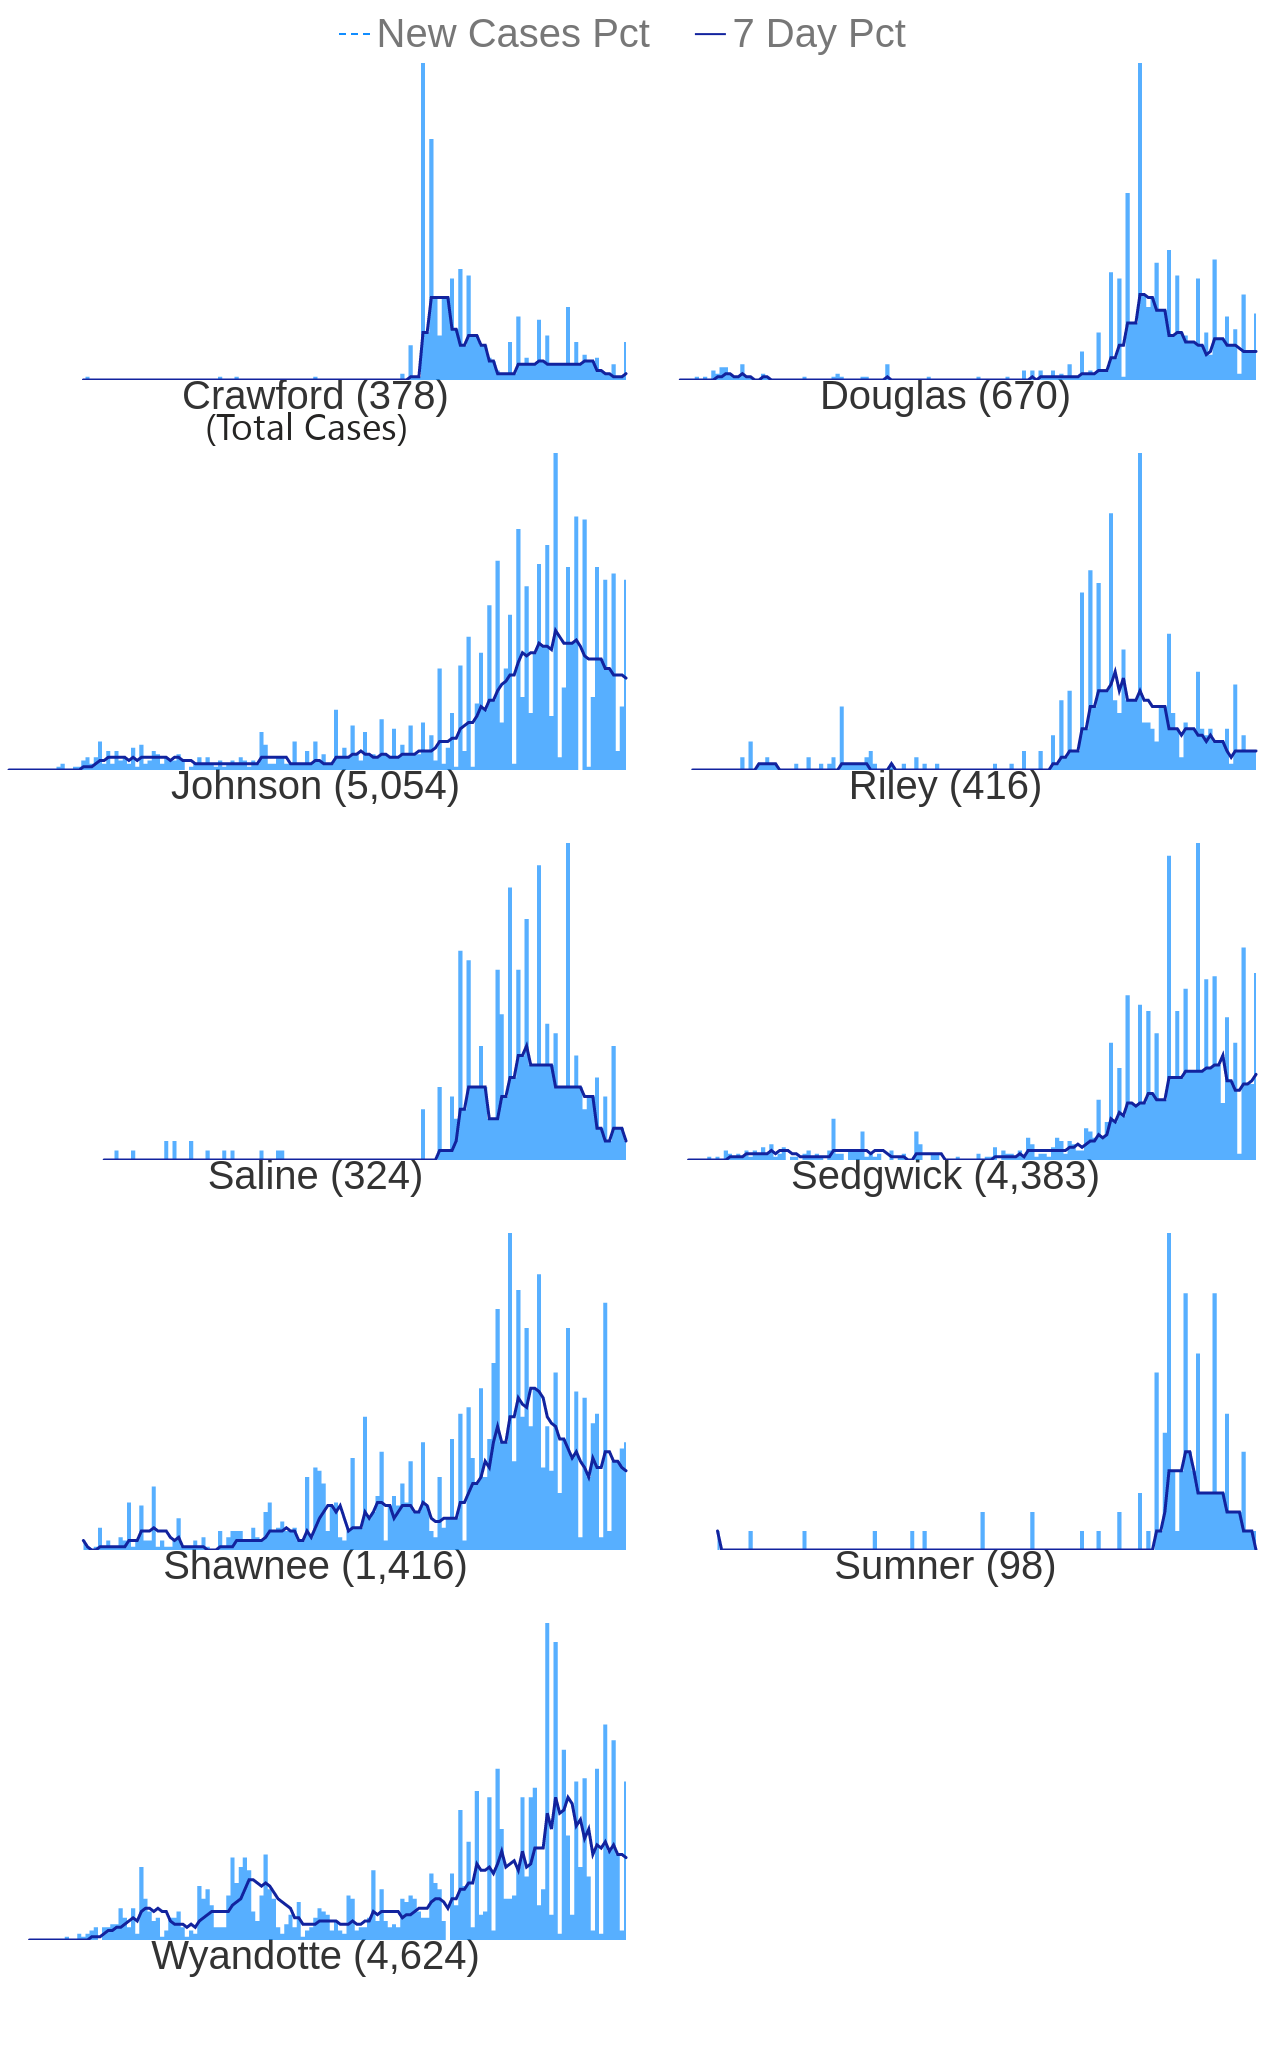 New Cases Pct 7 Day Pct
Crawford (378) Douglas (670)
(Total Cases)
Johnson (5,054) Riley (416)
Saline (324) Sedgwick (4,383)
Shawnee (1,416) Sumner (98)
Wyandotte (4,624)